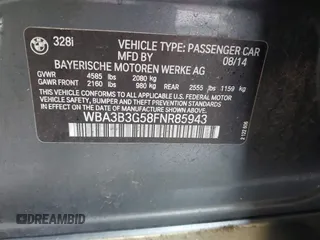 328i
VEHICLE TYPE: PASSENGER CAR
MFD BY 08/14
BAYERISCHE MOTOREN WERKE AG
GVWR 4585 lbs 2080 kg
GAWR FRONT 2160 lbs 980 kg REAR 2555 lbs 1159 kg
THIS VEHICLE CONFORMS TO ALL APPLICABLE U.S. FEDERAL MOTOR
VEHICLE SAFETY, BUMPER, AND THEFT PREVENTION STANDARDS
IN EFFECT ON THE DATE OF MANUFACTURE SHOWN ABOVE.
WBA3B3G58FNR85943
AUTOBIDMASTER